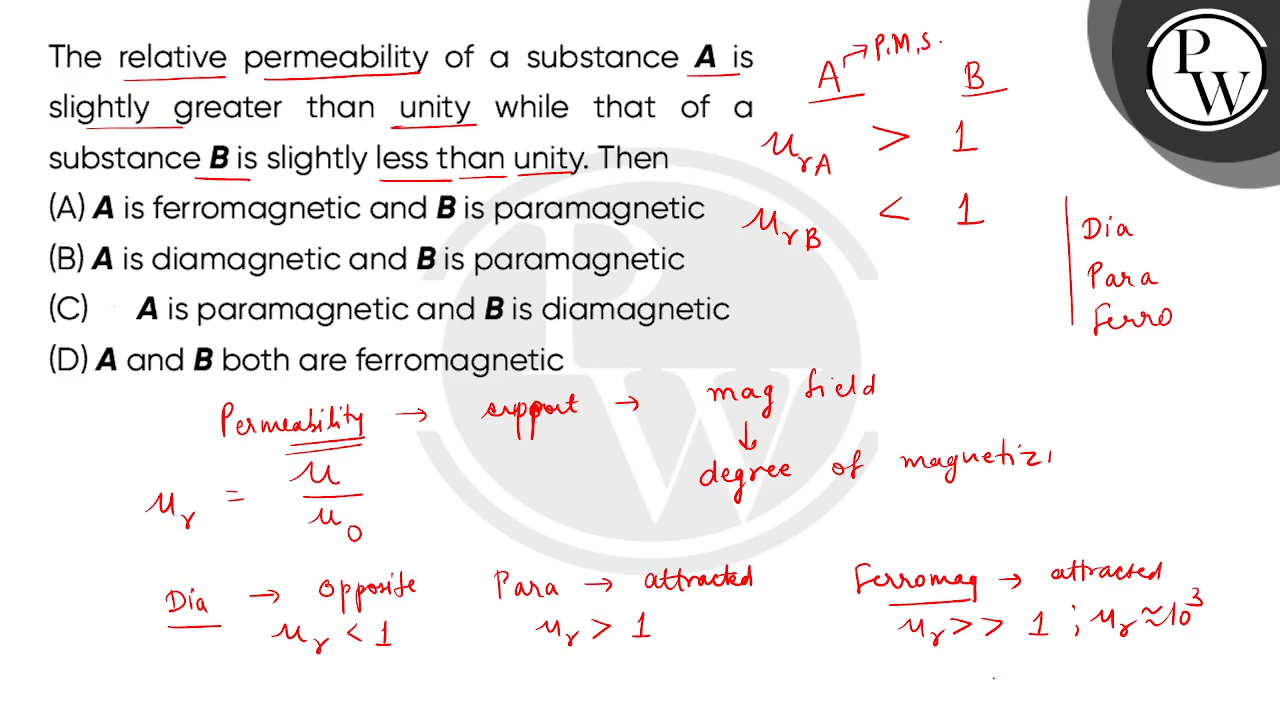 The relative permeability of a substance A is
slightly greater than unity while that of a
substance B is slightly less than unity. Then
(A) A is ferromagnetic and B is paramagnetic
(B) A is diamagnetic and B is paramagnetic
(C) A is paramagnetic and B is diamagnetic
(D) A and B both are ferromagnetic
A → P.M.S. B
μrA > 1
μrB < 1
Dia
Para
Ferro
Permeability → support → mag field
↓
degree of magnetizi
μr = μ/μ0
Dia → opposite
μr < 1
Para → attracted
μr > 1
Ferromag → attracted
μr >> 1 ; μr ≈ 10³
P
W
P
W